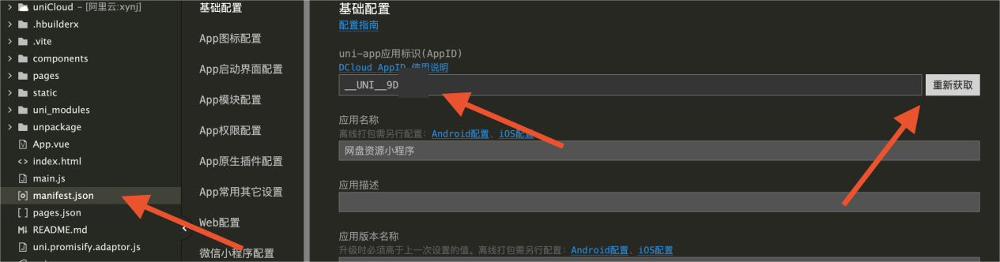 uniCloud – [阿里云:xynj]
.hbuilderx
.vite
components
pages
static
uni_modules
unpackage
App.vue
index.html
main.js
manifest.json
pages.json
README.md
uni.promisify.adaptor.js
基础配置
App图标配置
App启动界面配置
App模块配置
App权限配置
App原生插件配置
App常用其它设置
Web配置
微信小程序配置
基础配置
配置指南
uni-app应用标识(AppID)
DCloud AppID 使用说明
__UNI__9D
重新获取
应用名称
离线打包需另行配置：Android配置、iOS配置
网盘资源小程序
应用描述
应用版本名称
升级时必须高于上一次设置的值。离线打包需另行配置：Android配置、iOS配置